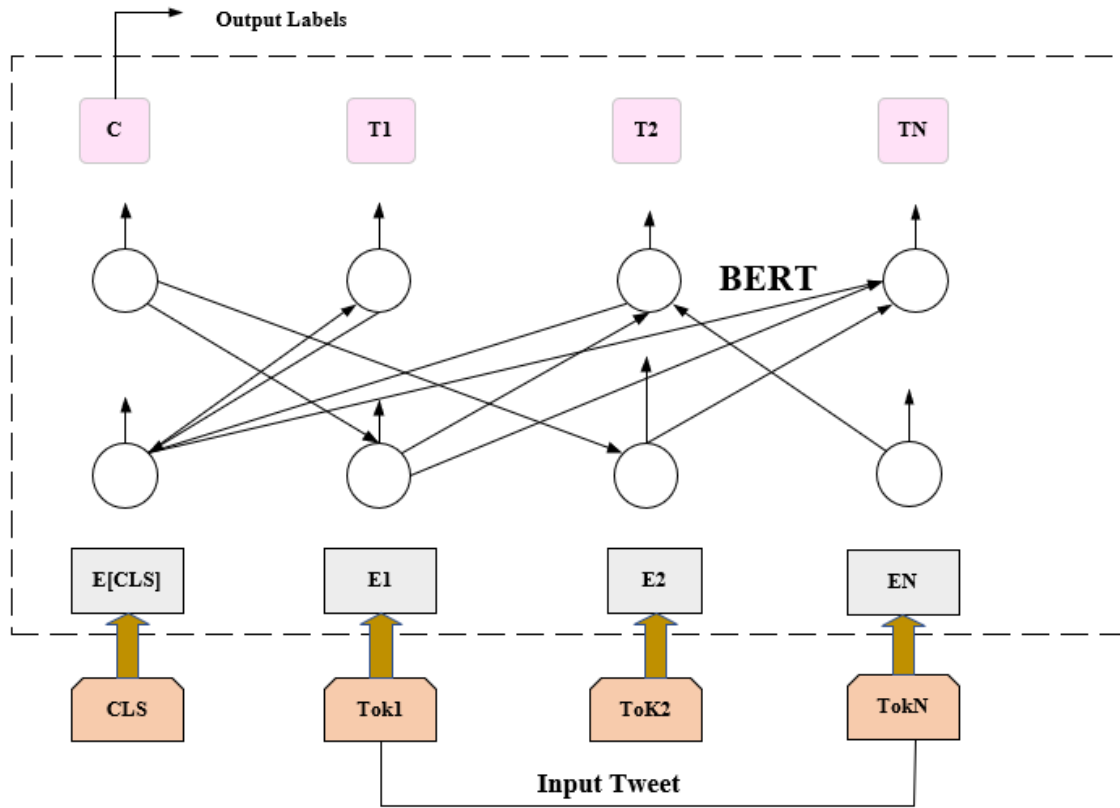 Output Labels
C
T1
T2
TN
BERT
E[CLS]
E1
E2
EN
CLS
Tok1
ToK2
TokN
Input Tweet